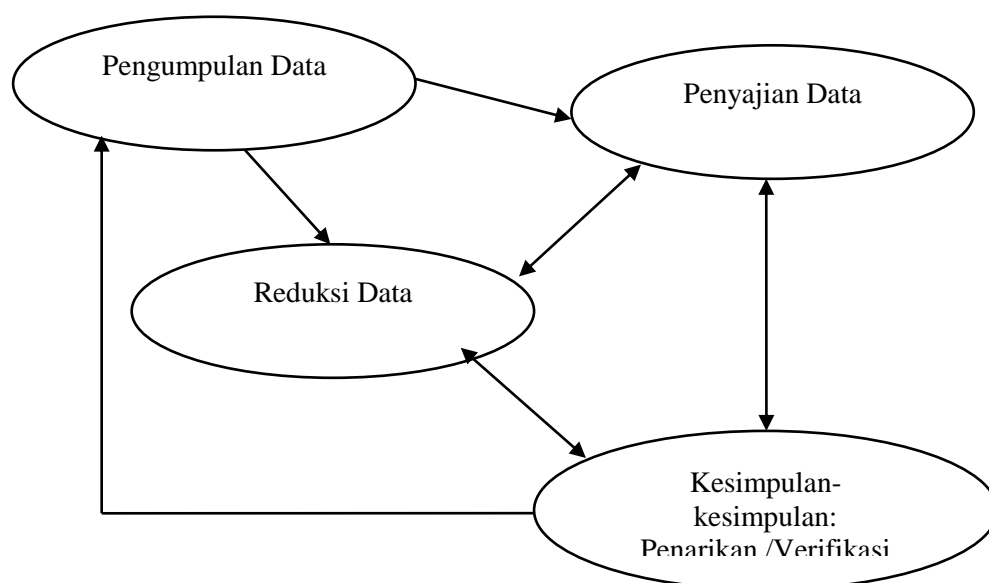 Pengumpulan Data
Penyajian Data
Reduksi Data
Kesimpulan-
kesimpulan:
Penarikan /Verifikasi